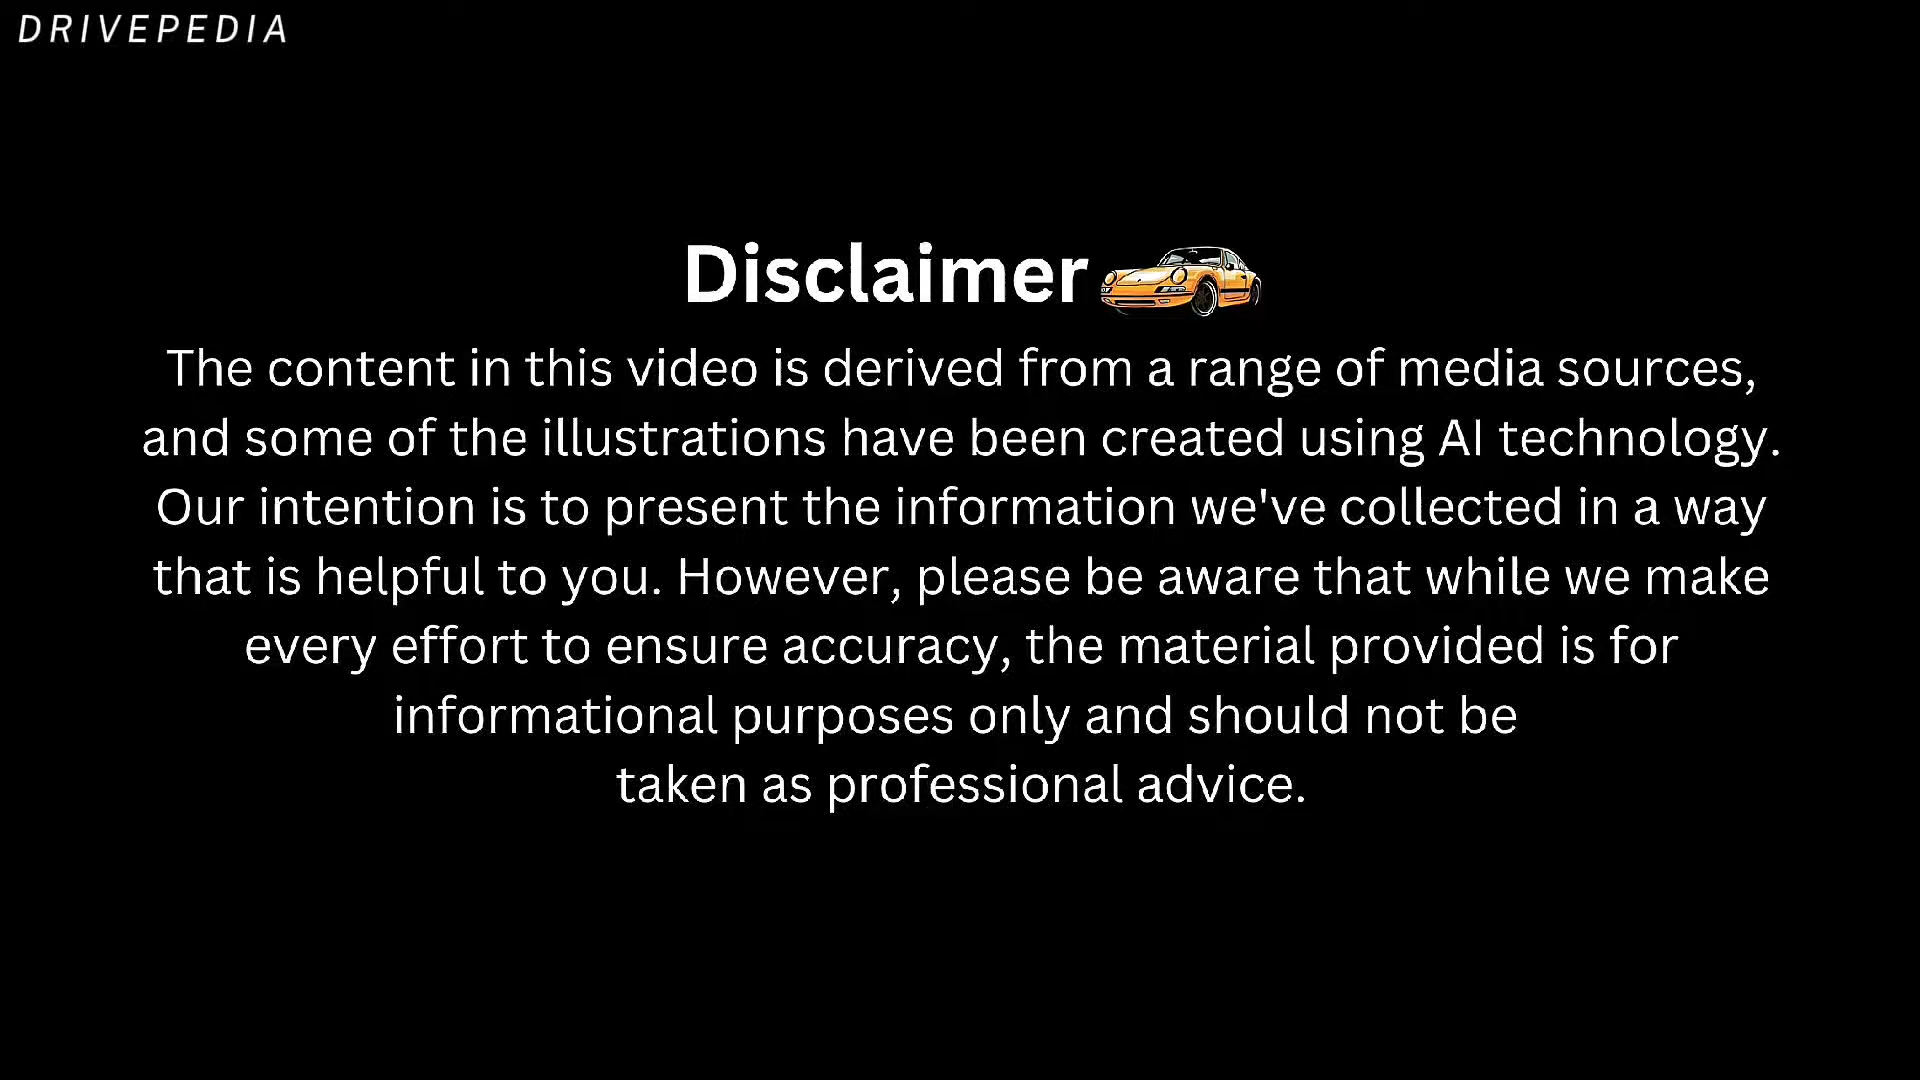 DRIVEPEDIA
Disclaimer
The content in this video is derived from a range of media sources,
and some of the illustrations have been created using AI technology.
Our intention is to present the information we've collected in a way
that is helpful to you. However, please be aware that while we make
every effort to ensure accuracy, the material provided is for
informational purposes only and should not be
taken as professional advice.